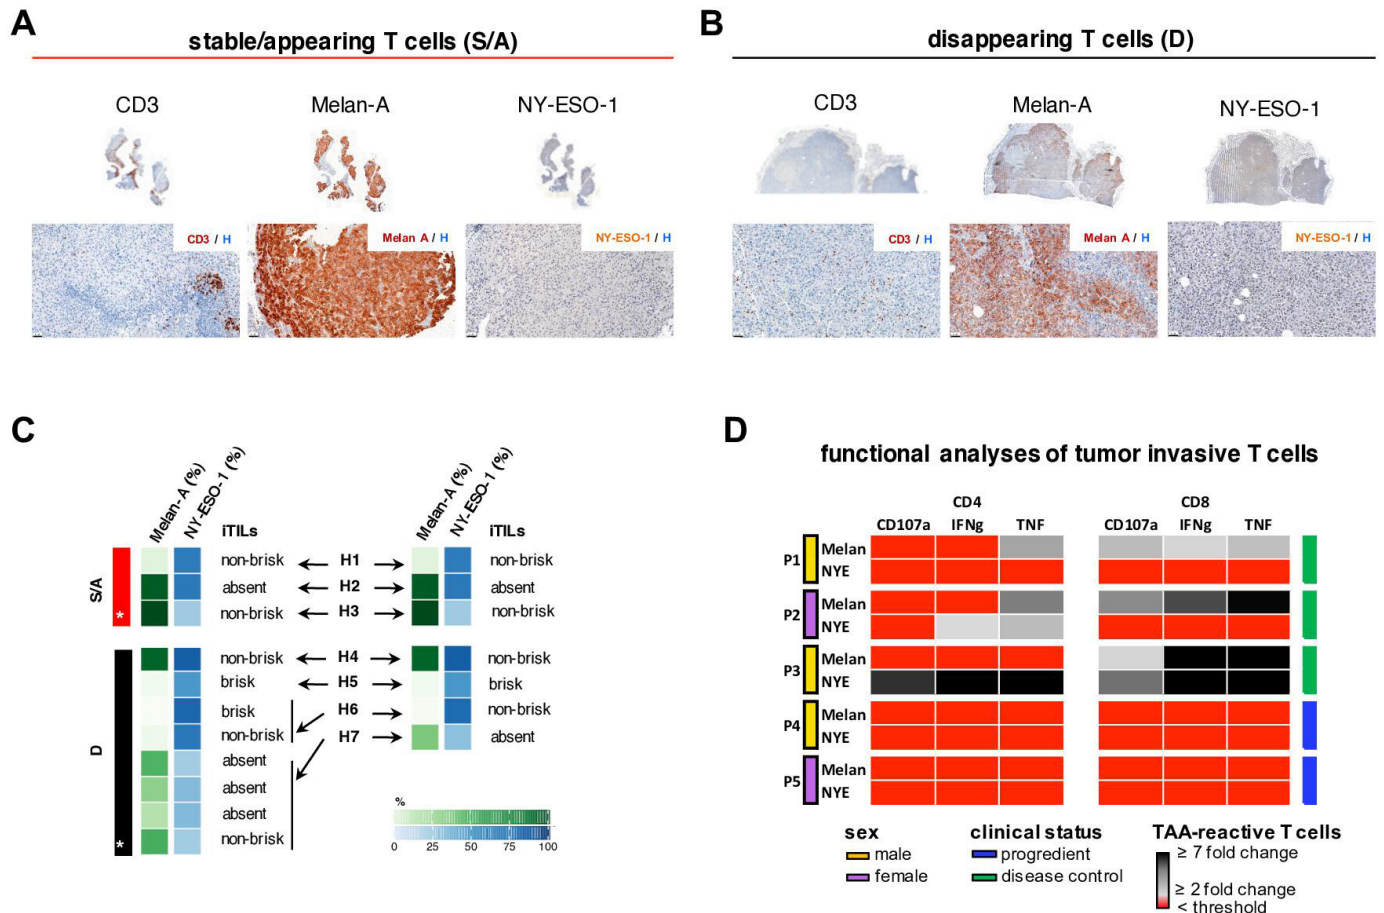 A
stable/appearing T cells (S/A)
CD3
Melan-A
NY-ESO-1
CD3 / H
Melan A / H
NY-ESO-1 / H
B
disappearing T cells (D)
CD3
Melan-A
NY-ESO-1
CD3 / H
Melan A / H
NY-ESO-1 / H
C
Melan-A (%)
NY-ESO-1 (%)
iTILs
Melan-A (%)
NY-ESO-1 (%)
iTILs
S/A
*
non-brisk H1 non-brisk
absent H2 absent
non-brisk H3 non-brisk
D
*
non-brisk H4 non-brisk
brisk H5 brisk
brisk H6 non-brisk
non-brisk H7 absent
absent
absent
absent
non-brisk
%
0 25 50 75 100
D
functional analyses of tumor invasive T cells
CD4 CD8
CD107a IFNg TNF CD107a IFNg TNF
P1 Melan
NYE
P2 Melan
NYE
P3 Melan
NYE
P4 Melan
NYE
P5 Melan
NYE
sex
male
female
clinical status
progredient
disease control
TAA-reactive T cells
≥ 7 fold change
≥ 2 fold change
< threshold